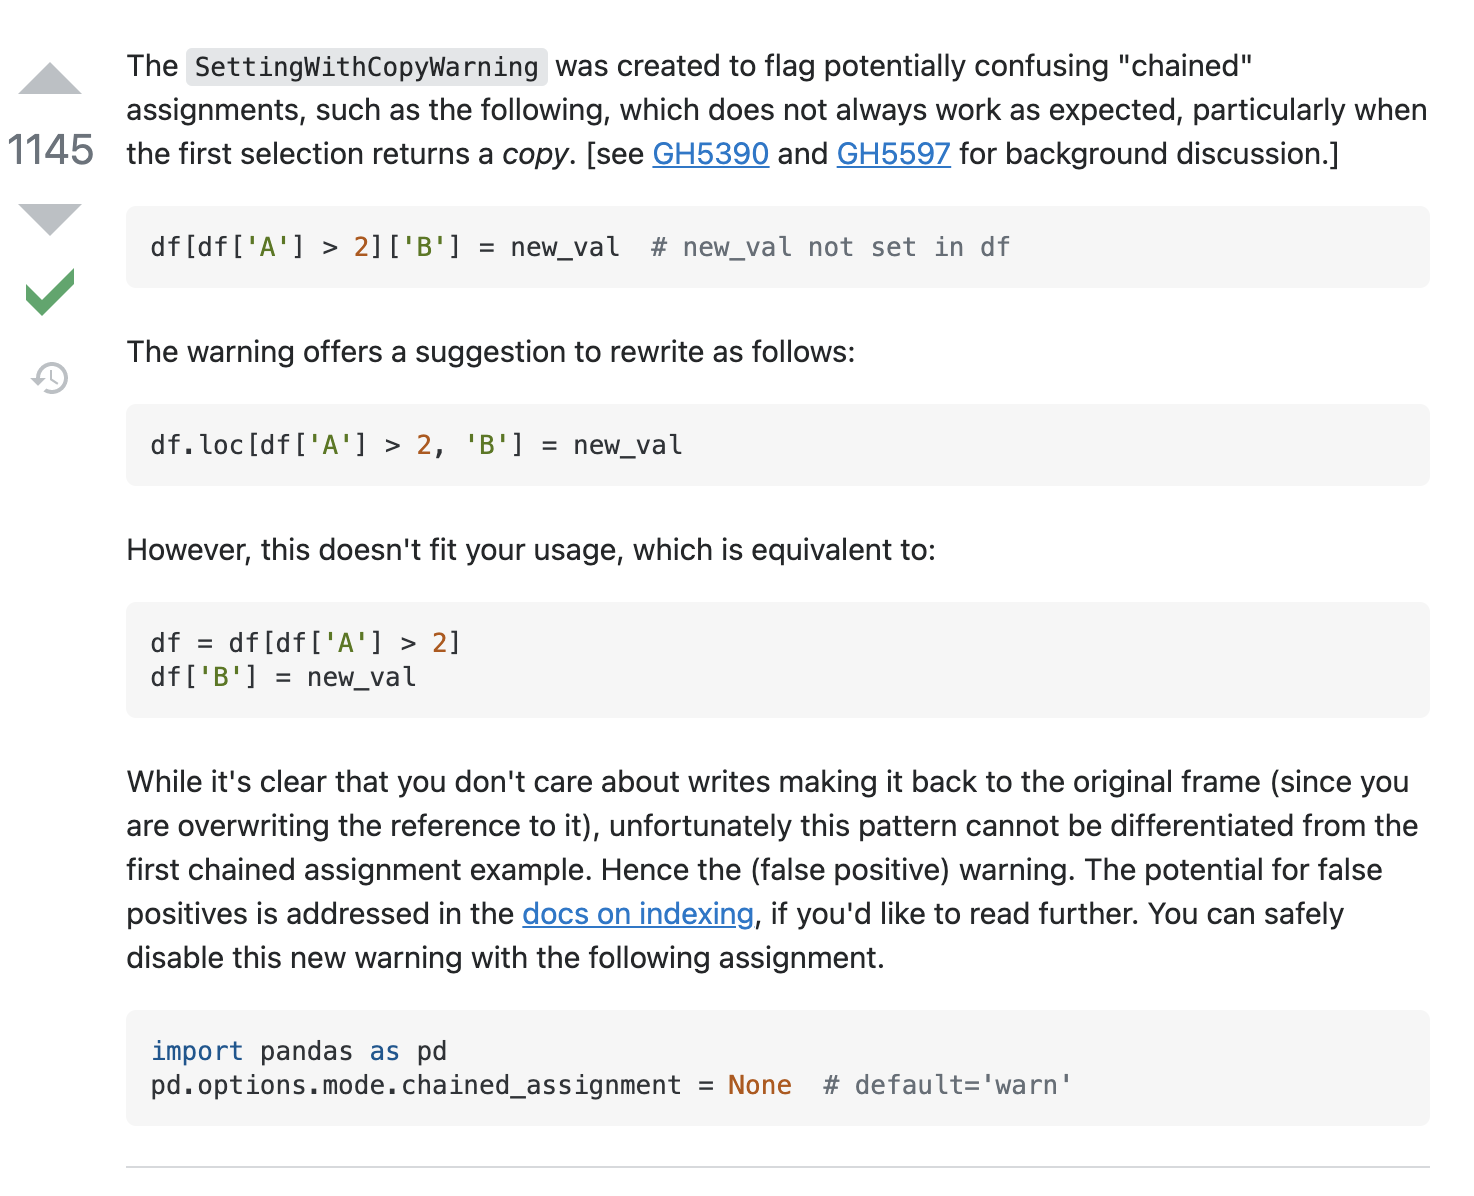 The SettingWithCopyWarning was created to flag potentially confusing "chained"
assignments, such as the following, which does not always work as expected, particularly when
1145
the first selection returns a copy. [see GH5390 and GH5597 for background discussion.]
df[df['A'] > 2]['B'] = new_val  # new_val not set in df
The warning offers a suggestion to rewrite as follows:
df.loc[df['A'] > 2, 'B'] = new_val
However, this doesn't fit your usage, which is equivalent to:
df = df[df['A'] > 2]
df['B'] = new_val
While it's clear that you don't care about writes making it back to the original frame (since you
are overwriting the reference to it), unfortunately this pattern cannot be differentiated from the
first chained assignment example. Hence the (false positive) warning. The potential for false
positives is addressed in the docs on indexing, if you'd like to read further. You can safely
disable this new warning with the following assignment.
import pandas as pd
pd.options.mode.chained_assignment = None  # default='warn'